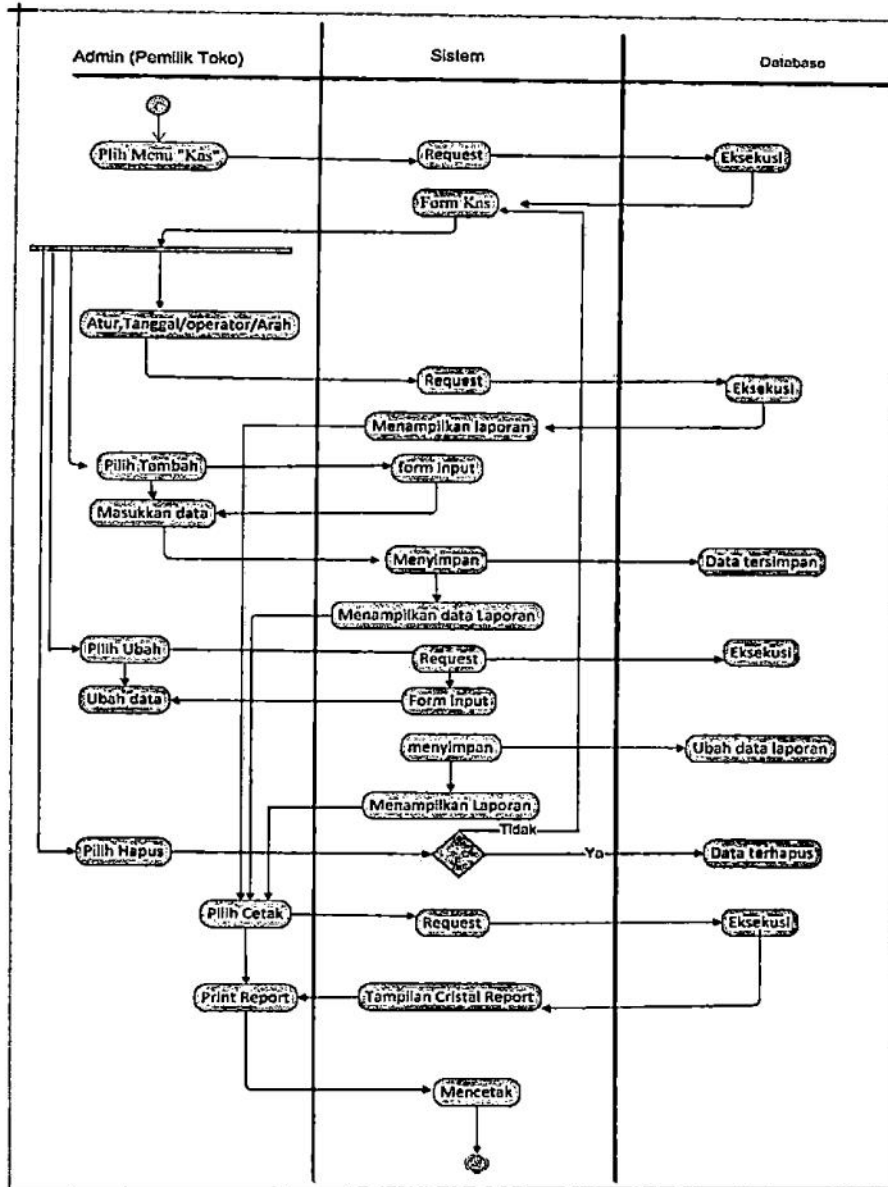 Admin (Pemilik Toko)
Sistem
Database
Plih Menu "Kas"
Request
Eksekusi
Form Kas
Atur,Tanggal/operator/Arah
Request
Eksekusi
Menampilkan laporan
Pilih Tambah
form input
Masukkan data
Menyimpan
Data tersimpan
Menampilkan data Laporan
Pilih Ubah
Request
Eksekusi
Ubah data
Form Input
menyimpan
Ubah data laporan
Menampilkan Laporan
Tidak
Pilih Hapus
Ya
Data terhapus
Pilih Cetak
Request
Eksekusi
Print Report
Tampilan Cristal Report
Mencetak